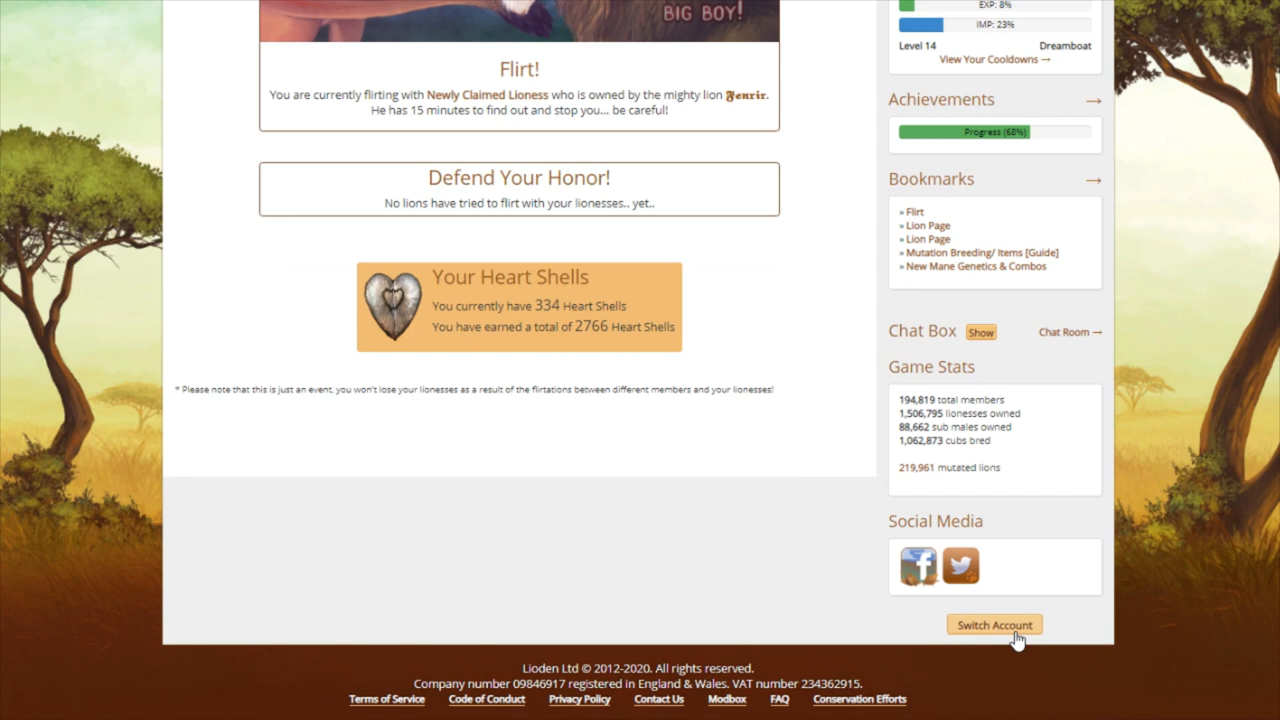 BIG BOY!
Flirt!
You are currently flirting with Newly Claimed Lioness who is owned by the mighty lion Fenrir.
He has 15 minutes to find out and stop you... be careful!
Defend Your Honor!
No lions have tried to flirt with your lionesses.. yet..
Your Heart Shells
You currently have 334 Heart Shells
You have earned a total of 2766 Heart Shells
* Please note that this is just an event, you won't lose your lionesses as a result of the flirtations between different members and your lionesses!
EXP: 8%
IMP: 23%
Level 14 Dreamboat
View Your Cooldowns →
Achievements →
Progress (68%)
Bookmarks →
» Flirt
» Lion Page
» Lion Page
» Mutation Breeding/ Items [Guide]
» New Mane Genetics & Combos
Chat Box Show Chat Room →
Game Stats
194,819 total members
1,506,795 lionesses owned
88,662 sub males owned
1,062,873 cubs bred
219,961 mutated lions
Social Media
Switch Account
Lioden Ltd © 2012-2020. All rights reserved.
Company number 09846917 registered in England & Wales. VAT number 234362915.
Terms of Service Code of Conduct Privacy Policy Contact Us Modbox FAQ Conservation Efforts